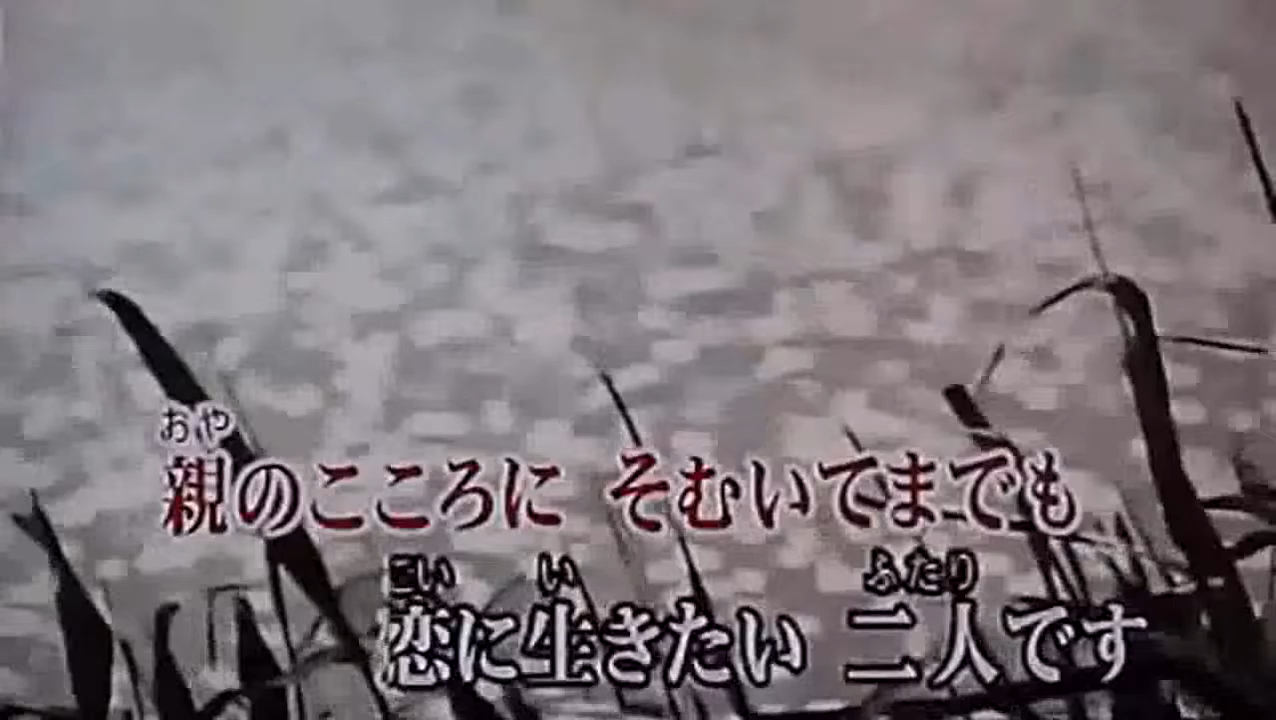 おや
親のこころに そむいてまでも
こい い ふたり
恋に生きたい 二人です